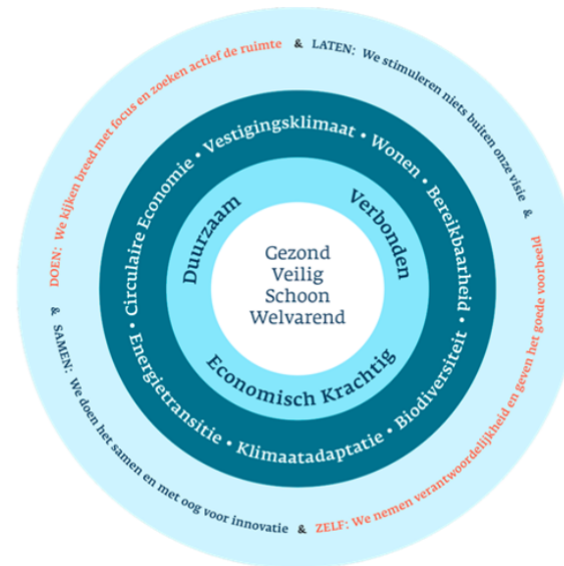 DOEN: We kijken breed met focus en zoeken actief de ruimte & LATEN: We stimuleren niets buiten onze visie & ZELF: We nemen verantwoordelijkheid en geven het goede voorbeeld & SAMEN: We doen het samen en met oog voor innovatie &
Circulaire Economie • Vestigingsklimaat • Wonen • Bereikbaarheid • Biodiversiteit • Klimaatadaptatie • Energietransitie •
Duurzaam
Verbonden
Economisch Krachtig
Gezond
Veilig
Schoon
Welvarend